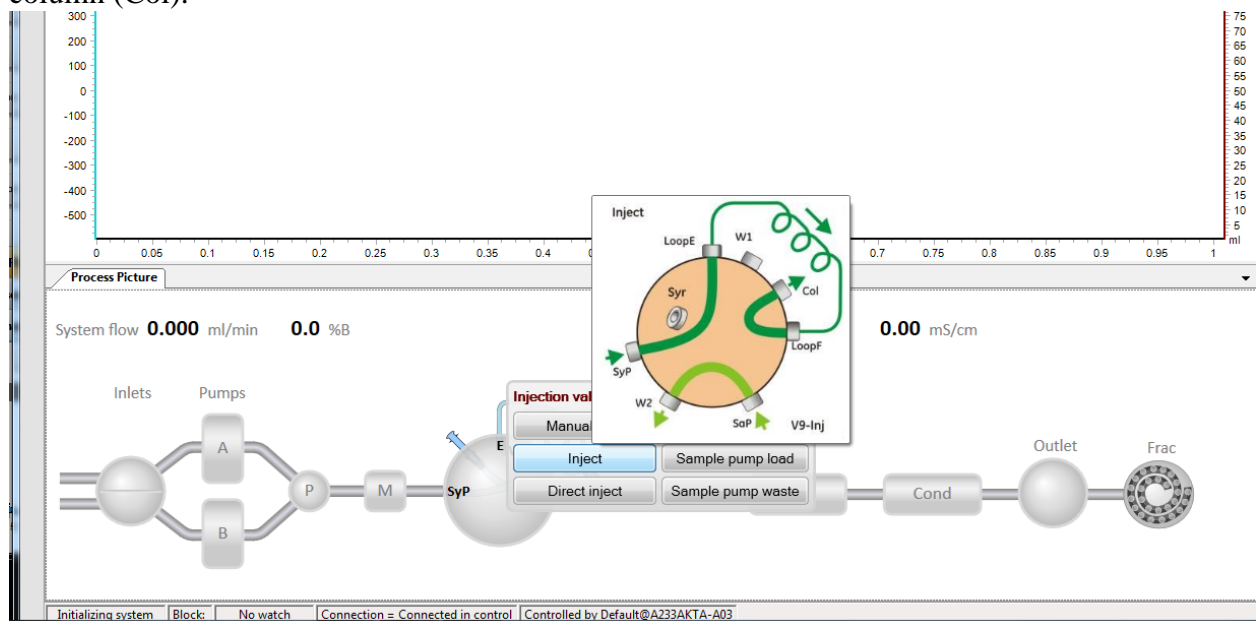 column (Col).
300
200
100
0
-100
-200
-300
-400
-500
75
70
65
60
55
50
45
40
35
30
25
20
15
10
5
ml
0 0.05 0.1 0.15 0.2 0.25 0.3 0.35 0.4 0.7 0.75 0.8 0.85 0.9 0.95 1
Inject
LoopE W1
Syr Col
LoopF
SyP
W2
SaP V9-Inj
Process Picture
System flow 0.000 ml/min 0.0 %B 0.00 mS/cm
Inlets Pumps
Injection val
Manual
Inject Sample pump load
Direct inject Sample pump waste
A
B
P M SyP E
Cond
Outlet Frac
Initializing system Block: No watch Connection = Connected in control Controlled by Default@A233AKTA-A03